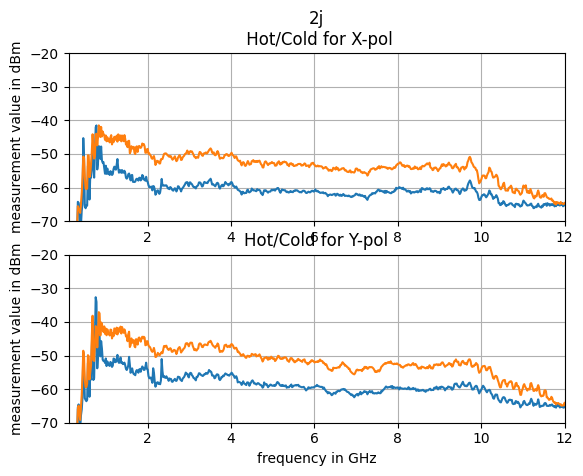 2j
Hot/Cold for X-pol
measurement value in dBm
−20
−30
−40
−50
−60
−70
2 4 6 8 10 12
Hot/Cold for Y-pol
measurement value in dBm
−20
−30
−40
−50
−60
−70
2 4 6 8 10 12
frequency in GHz